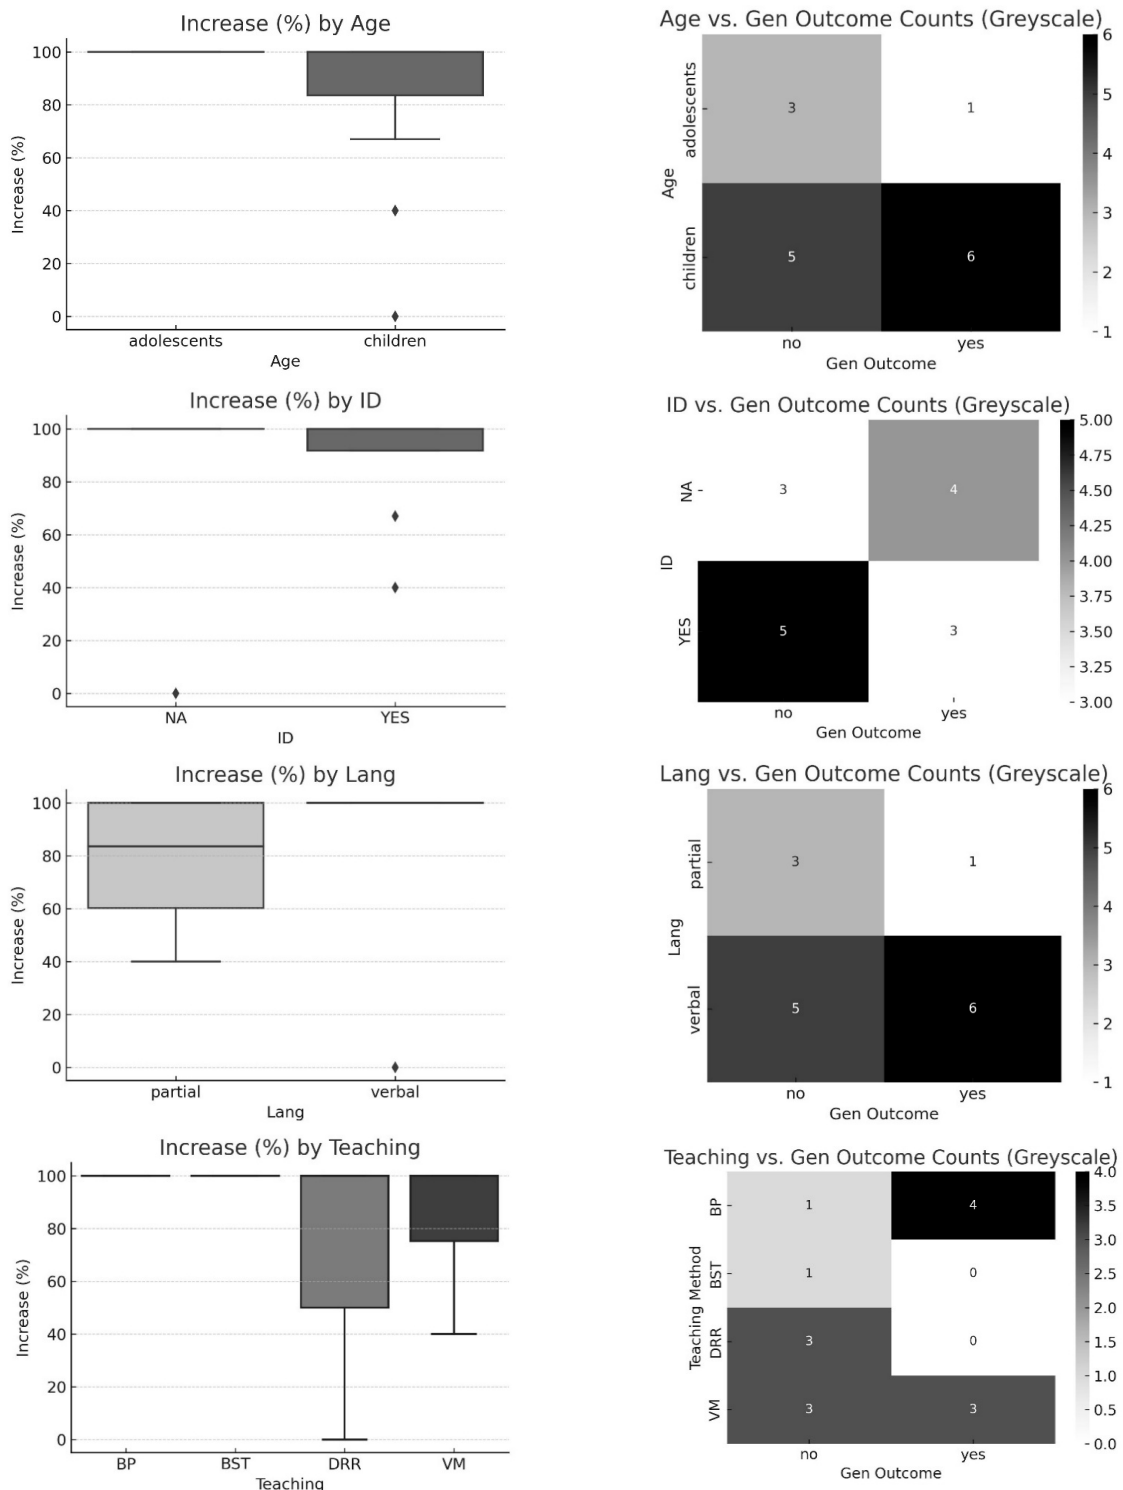 Increase (%) by Age
100
80
60
40
20
0
Increase (%)
adolescents
children
Age
Age vs. Gen Outcome Counts (Greyscale)
adolescents
children
Age
3
1
5
6
no
yes
Gen Outcome
6
5
4
3
2
1
Increase (%) by ID
100
80
60
40
20
0
Increase (%)
NA
YES
ID
ID vs. Gen Outcome Counts (Greyscale)
NA
YES
ID
3
4
5
3
no
yes
Gen Outcome
5.00
4.75
4.50
4.25
4.00
3.75
3.50
3.25
3.00
Increase (%) by Lang
100
80
60
40
20
0
Increase (%)
partial
verbal
Lang
Lang vs. Gen Outcome Counts (Greyscale)
partial
verbal
Lang
3
1
5
6
no
yes
Gen Outcome
6
5
4
3
2
1
Increase (%) by Teaching
100
80
60
40
20
0
Increase (%)
BP
BST
DRR
VM
Teaching
Teaching vs. Gen Outcome Counts (Greyscale)
BP
BST
DRR
VM
Teaching Method
1
4
1
0
3
0
3
3
no
yes
Gen Outcome
4.0
3.5
3.0
2.5
2.0
1.5
1.0
0.5
0.0